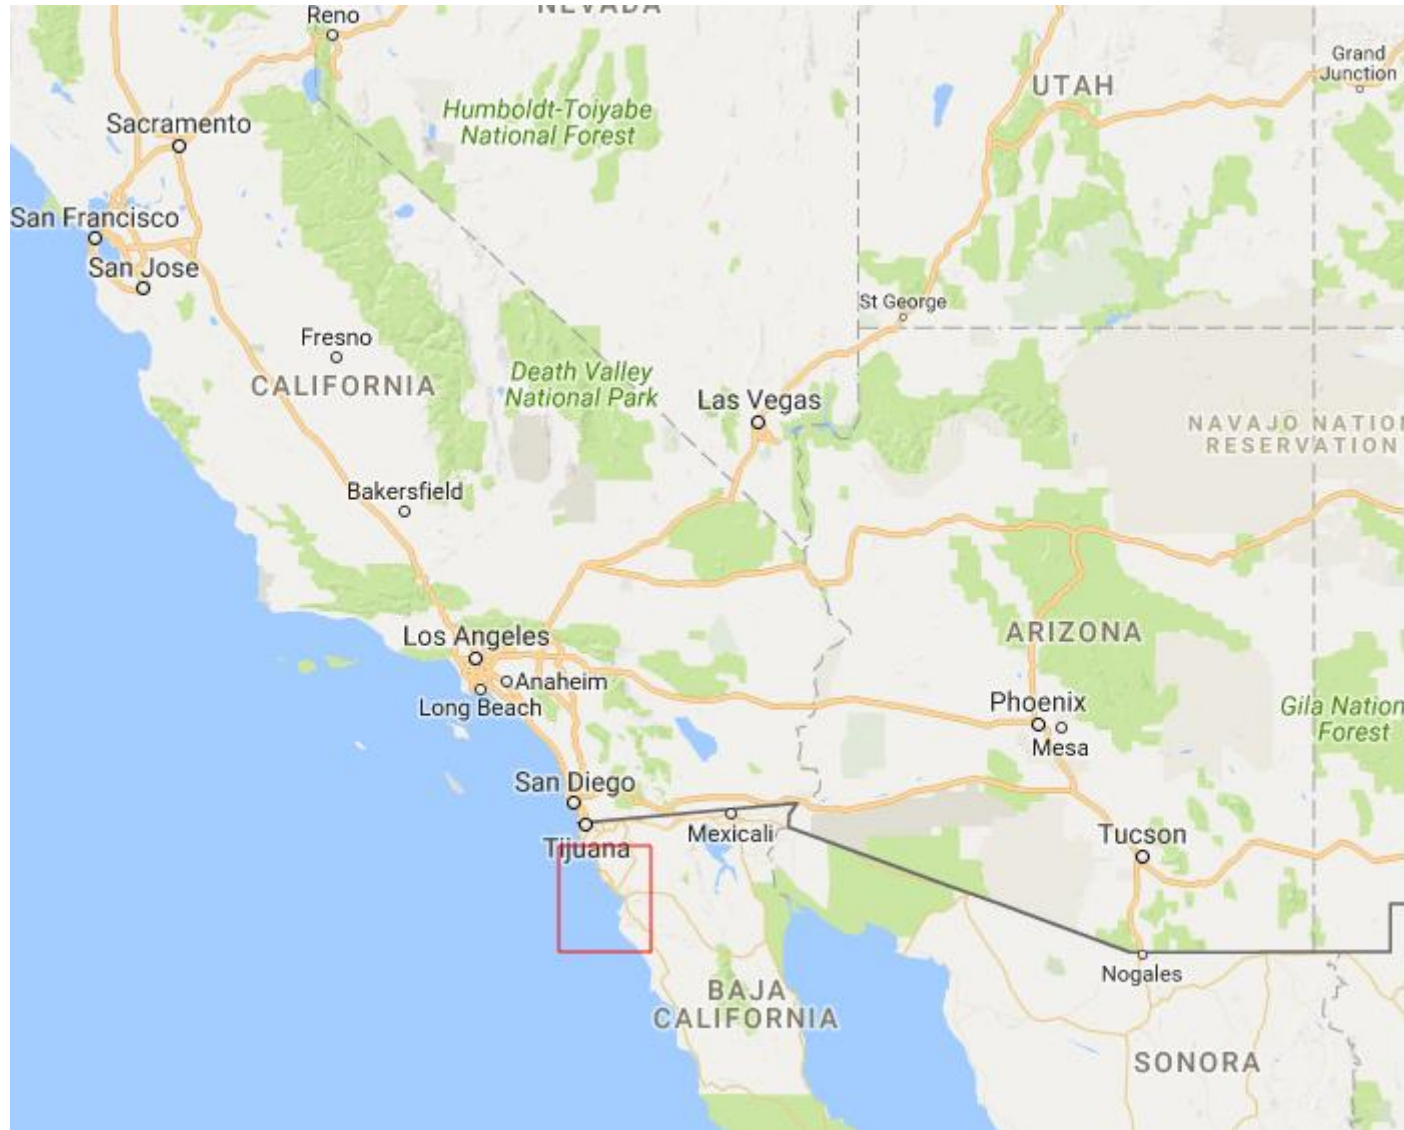 NEVADA
Reno
Grand
Junction
UTAH
Humboldt-Toiyabe
National Forest
Sacramento
San Francisco
San Jose
St George
Fresno
CALIFORNIA
Death Valley
National Park
Las Vegas
NAVAJO NATION
RESERVATION
Bakersfield
Los Angeles
ARIZONA
Anaheim
Long Beach
Phoenix
Mesa
Gila Nation
Forest
San Diego
Tijuana
Mexicali
Tucson
Nogales
BAJA
CALIFORNIA
SONORA